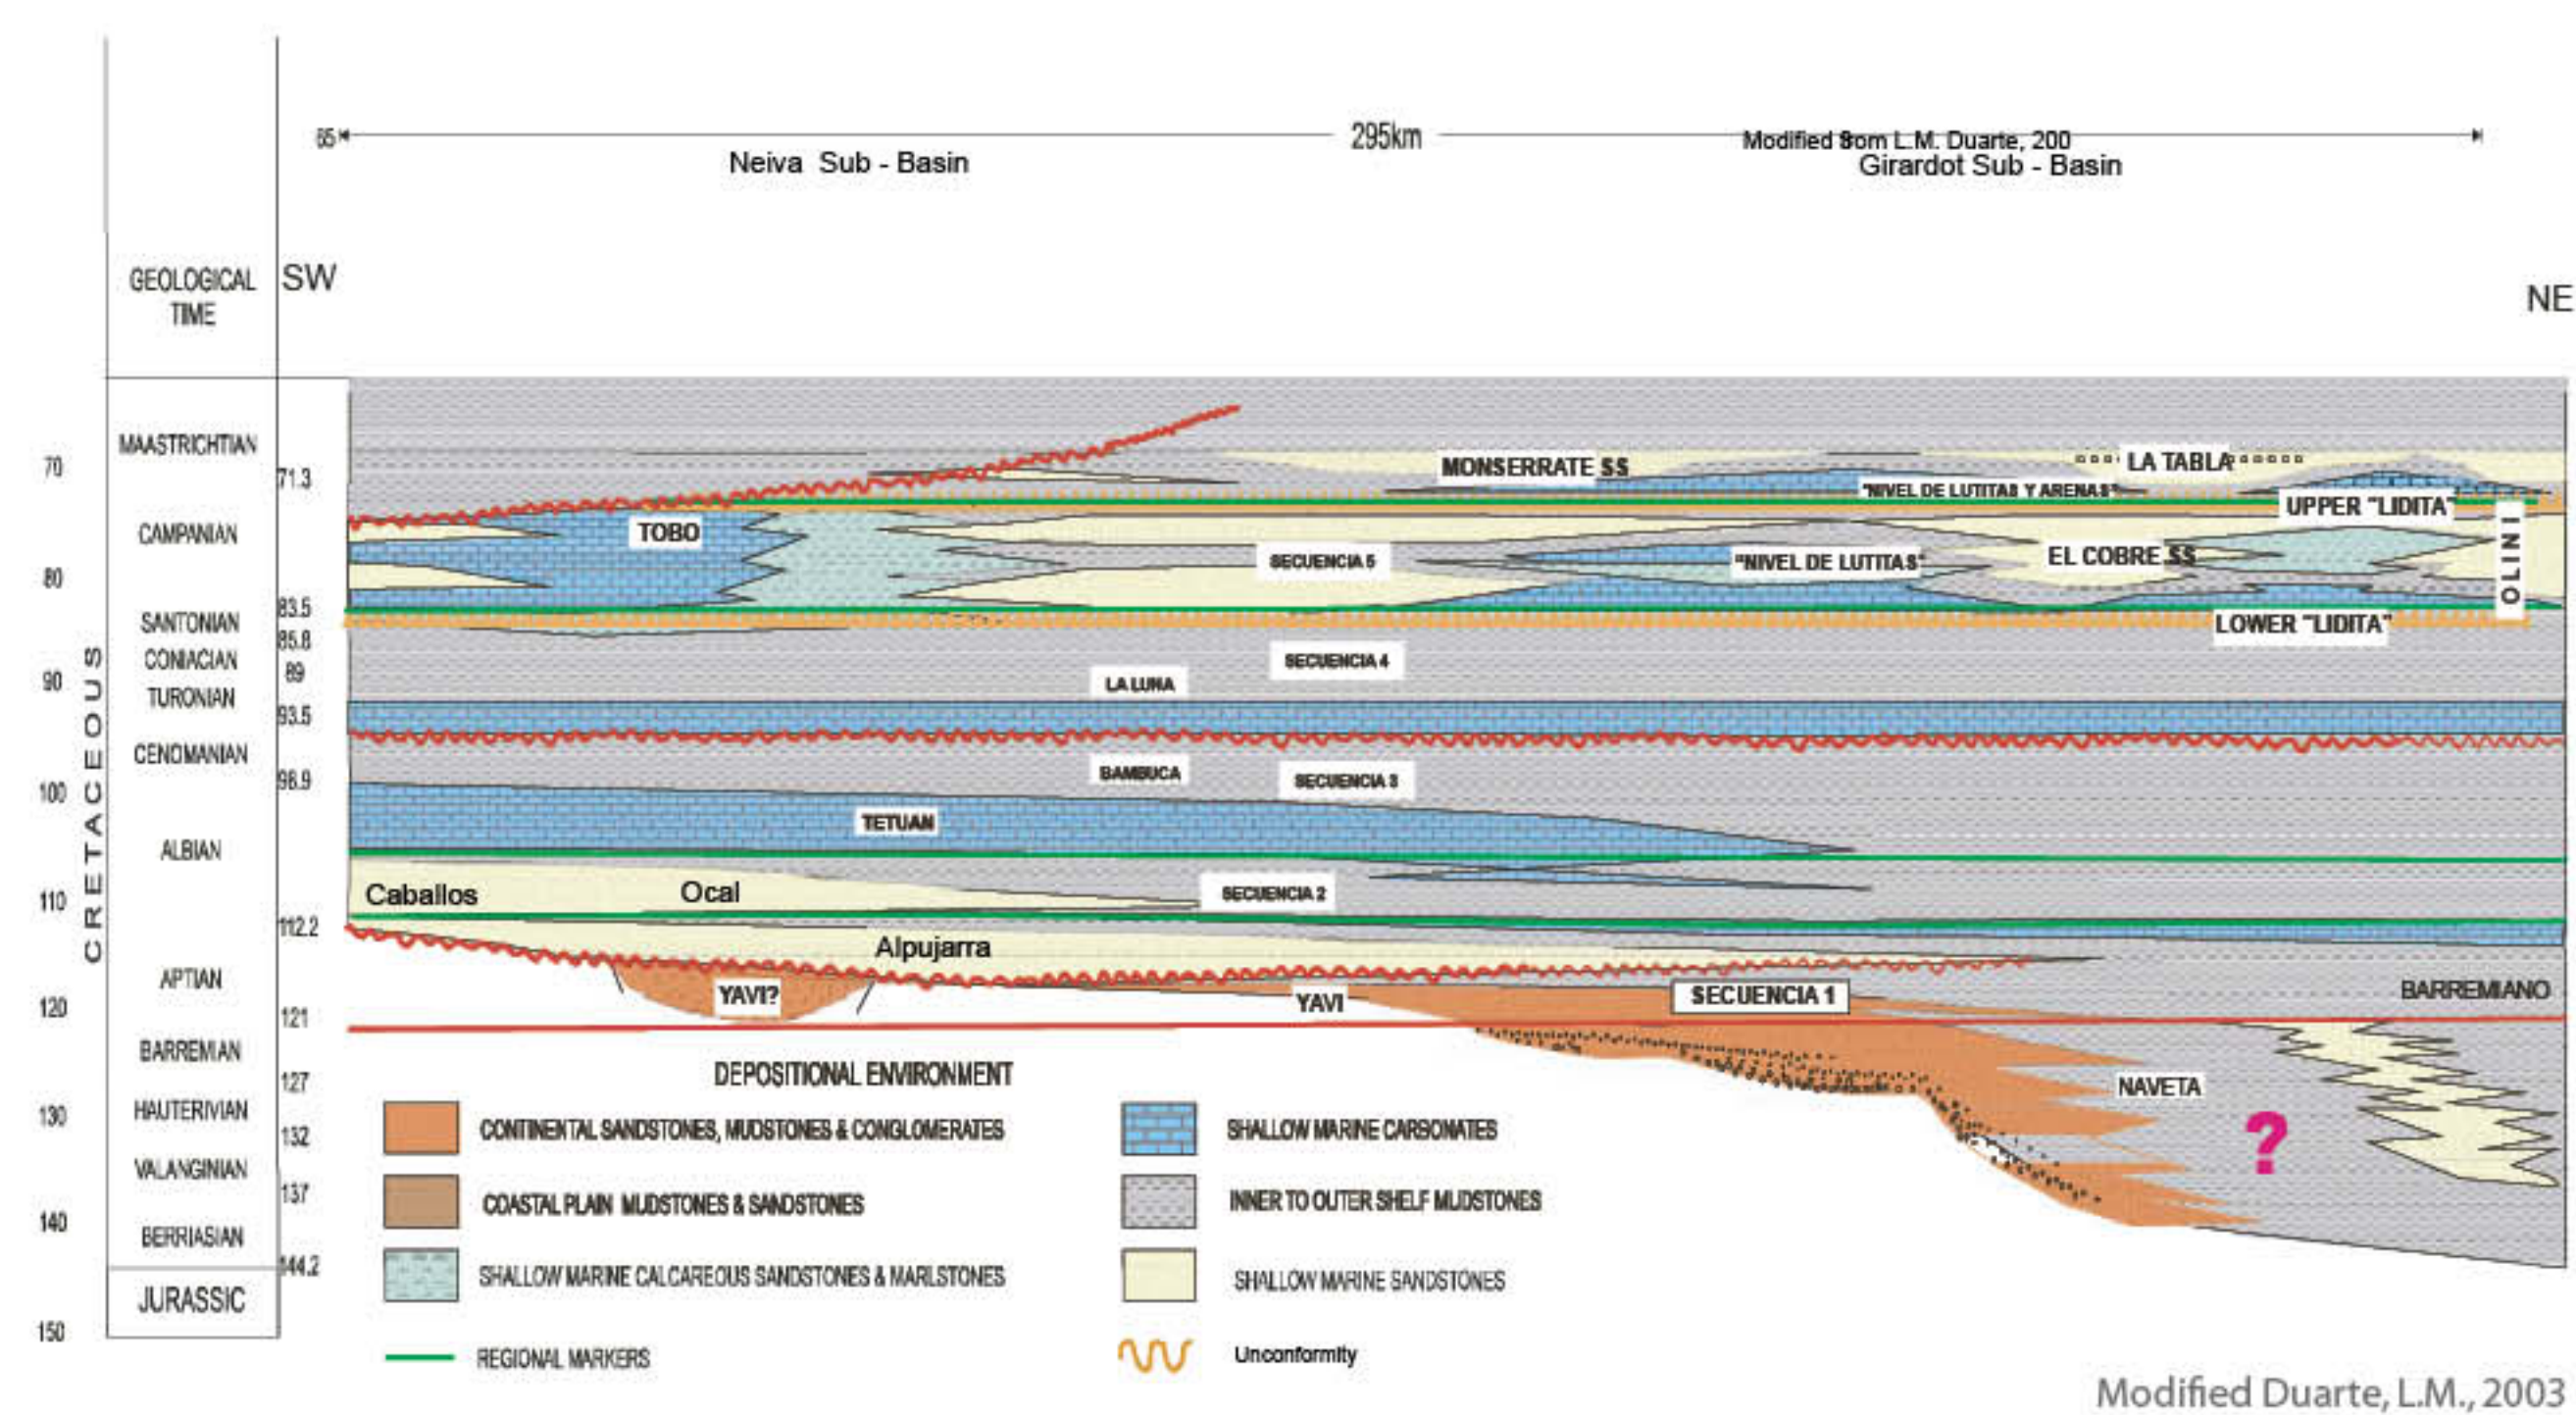 65
295km
Modified from L.M. Duarte, 200
Neiva Sub - Basin
Girardot Sub - Basin
GEOLOGICAL
TIME
SW
NE
CRETACEOUS
70
80
90
100
110
120
130
140
150
MAASTRICHTIAN
CAMPANIAN
SANTONIAN
CONIACIAN
TURONIAN
CENOMANIAN
ALBIAN
APTIAN
BARREMIAN
HAUTERIVIAN
VALANGINIAN
BERRIASIAN
JURASSIC
71.3
83.5
85.8
89
93.5
98.9
112.2
121
127
132
137
144.2
MONSERRATE SS
LA TABLA
"NIVEL DE LUTITAS Y ARENAS"
UPPER "LIDITA"
TOBO
SECUENCIA 5
"NIVEL DE LUTITAS"
EL COBRE SS
OLINI
LOWER "LIDITA"
SECUENCIA 4
LA LUNA
BAMBUCA
SECUENCIA 3
TETUAN
Caballos
Ocal
SECUENCIA 2
Alpujarra
YAVI?
YAVI
SECUENCIA 1
BARREMIANO
NAVETA
?
DEPOSITIONAL ENVIRONMENT
CONTINENTAL SANDSTONES, MUDSTONES & CONGLOMERATES
COASTAL PLAIN MUDSTONES & SANDSTONES
SHALLOW MARINE CALCAREOUS SANDSTONES & MARLSTONES
REGIONAL MARKERS
SHALLOW MARINE CARSONATES
INNER TO OUTER SHELF MUDSTONES
SHALLOW MARINE SANDSTONES
Unconformity
Modified Duarte, L.M., 2003